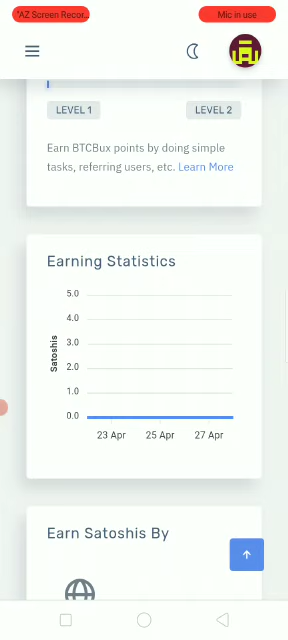 "AZ Screen Recor...
Mic in use
LEVEL 1
LEVEL 2
Earn BTCBux points by doing simple
tasks, referring users, etc. Learn More
Earning Statistics
5.0
4.0
3.0
2.0
1.0
0.0
Satoshis
23 Apr
25 Apr
27 Apr
Earn Satoshis By